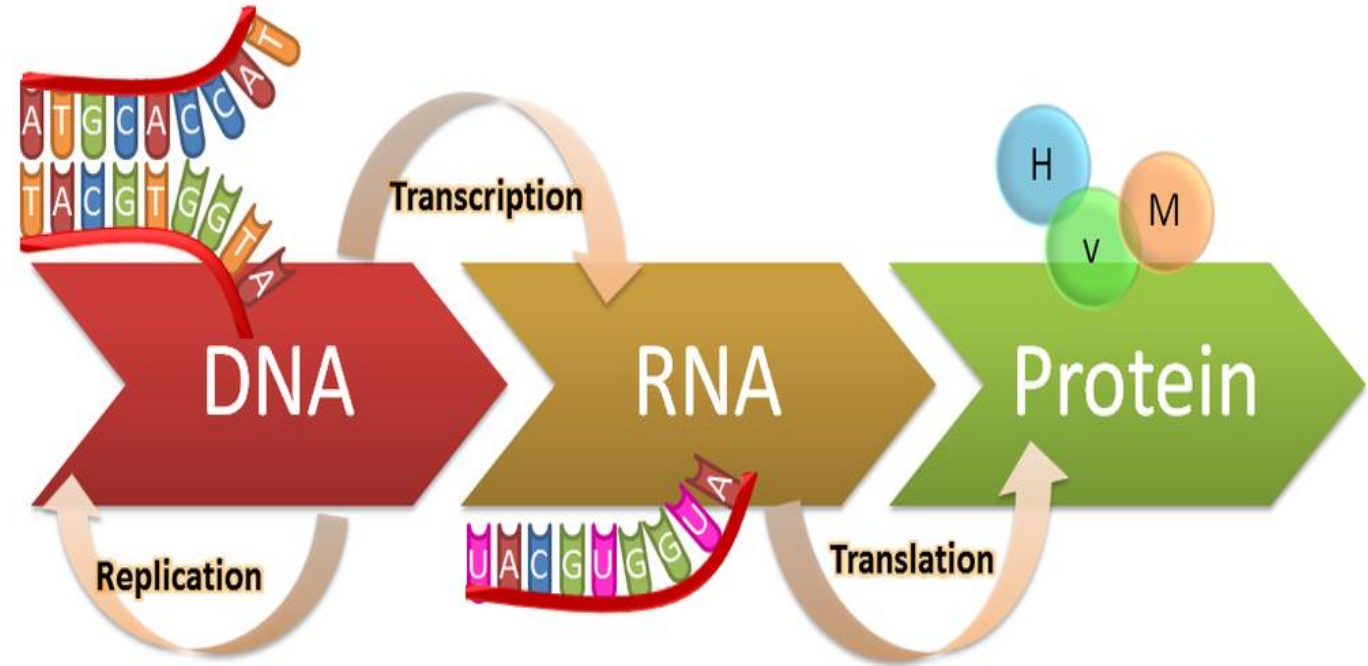 ATGCACCAT
TACGTGGTA
Transcription
H
V
M
DNA
RNA
Protein
Replication
UACGUGGUA
Translation